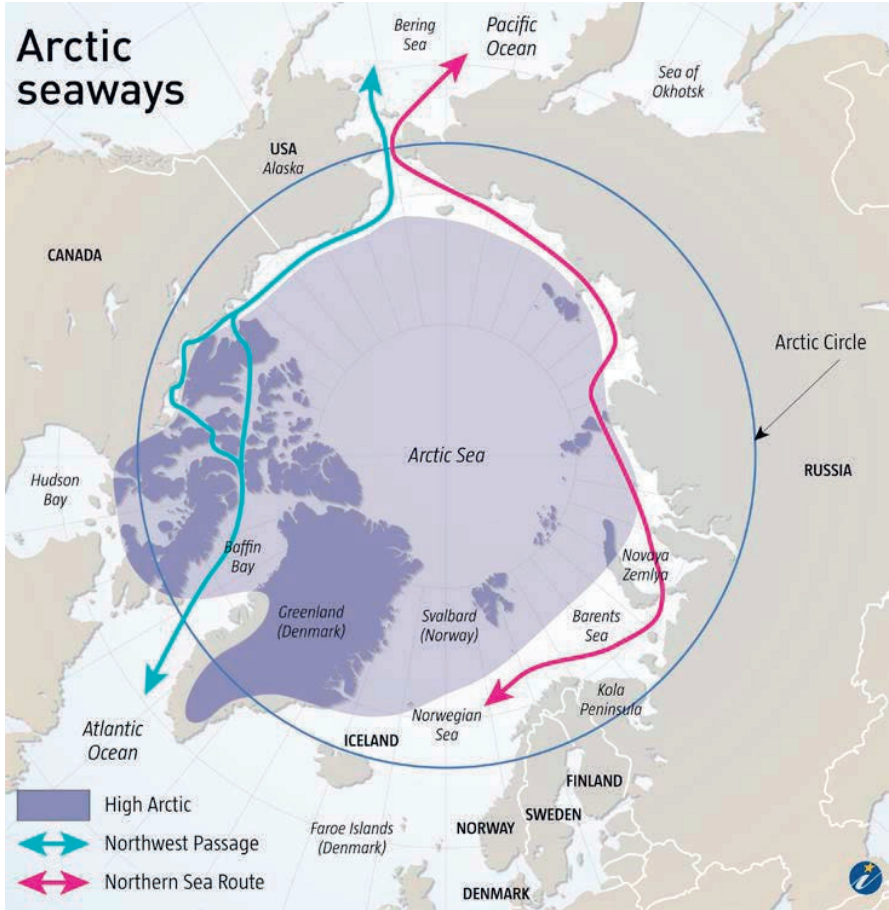 Arctic
seaways
Bering
Sea
Pacific
Ocean
Sea of
Okhotsk
USA
Alaska
CANADA
Arctic Circle
Arctic Sea
RUSSIA
Hudson
Bay
Baffin
Bay
Novaya
Zemlya
Greenland
(Denmark)
Svalbard
(Norway)
Barents
Sea
Kola
Peninsula
Norwegian
Sea
Atlantic
Ocean
ICELAND
FINLAND
SWEDEN
NORWAY
Faroe Islands
(Denmark)
DENMARK
High Arctic
Northwest Passage
Northern Sea Route
i